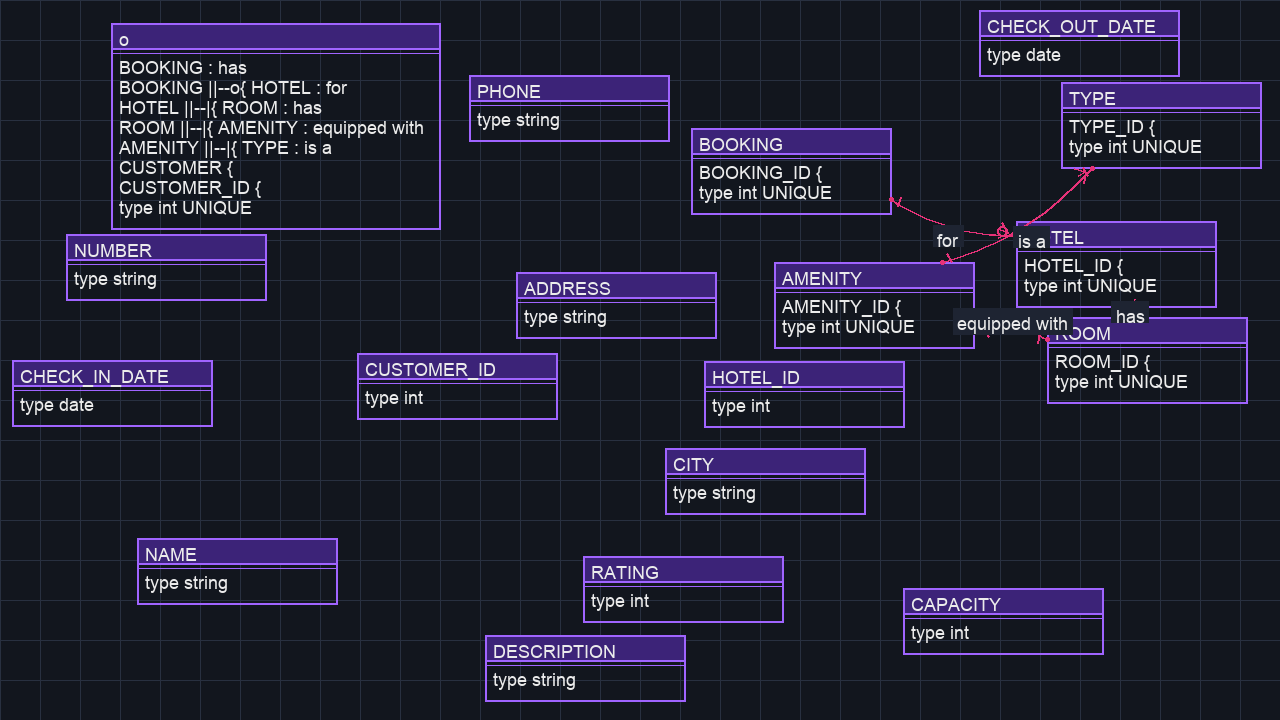 o
BOOKING : has
BOOKING ||--o{ HOTEL : for
HOTEL ||--|{ ROOM : has
ROOM ||--|{ AMENITY : equipped with
AMENITY ||--|{ TYPE : is a
CUSTOMER {
CUSTOMER_ID {
type int UNIQUE
CHECK_OUT_DATE
type date
PHONE
type string
TYPE
TYPE_ID {
type int UNIQUE
BOOKING
BOOKING_ID {
type int UNIQUE
NUMBER
type string
for
is a
TEL
HOTEL_ID {
type int UNIQUE
ADDRESS
type string
AMENITY
AMENITY_ID {
type int UNIQUE
equipped with
has
ROOM
ROOM_ID {
type int UNIQUE
CHECK_IN_DATE
type date
CUSTOMER_ID
type int
HOTEL_ID
type int
CITY
type string
NAME
type string
RATING
type int
CAPACITY
type int
DESCRIPTION
type string